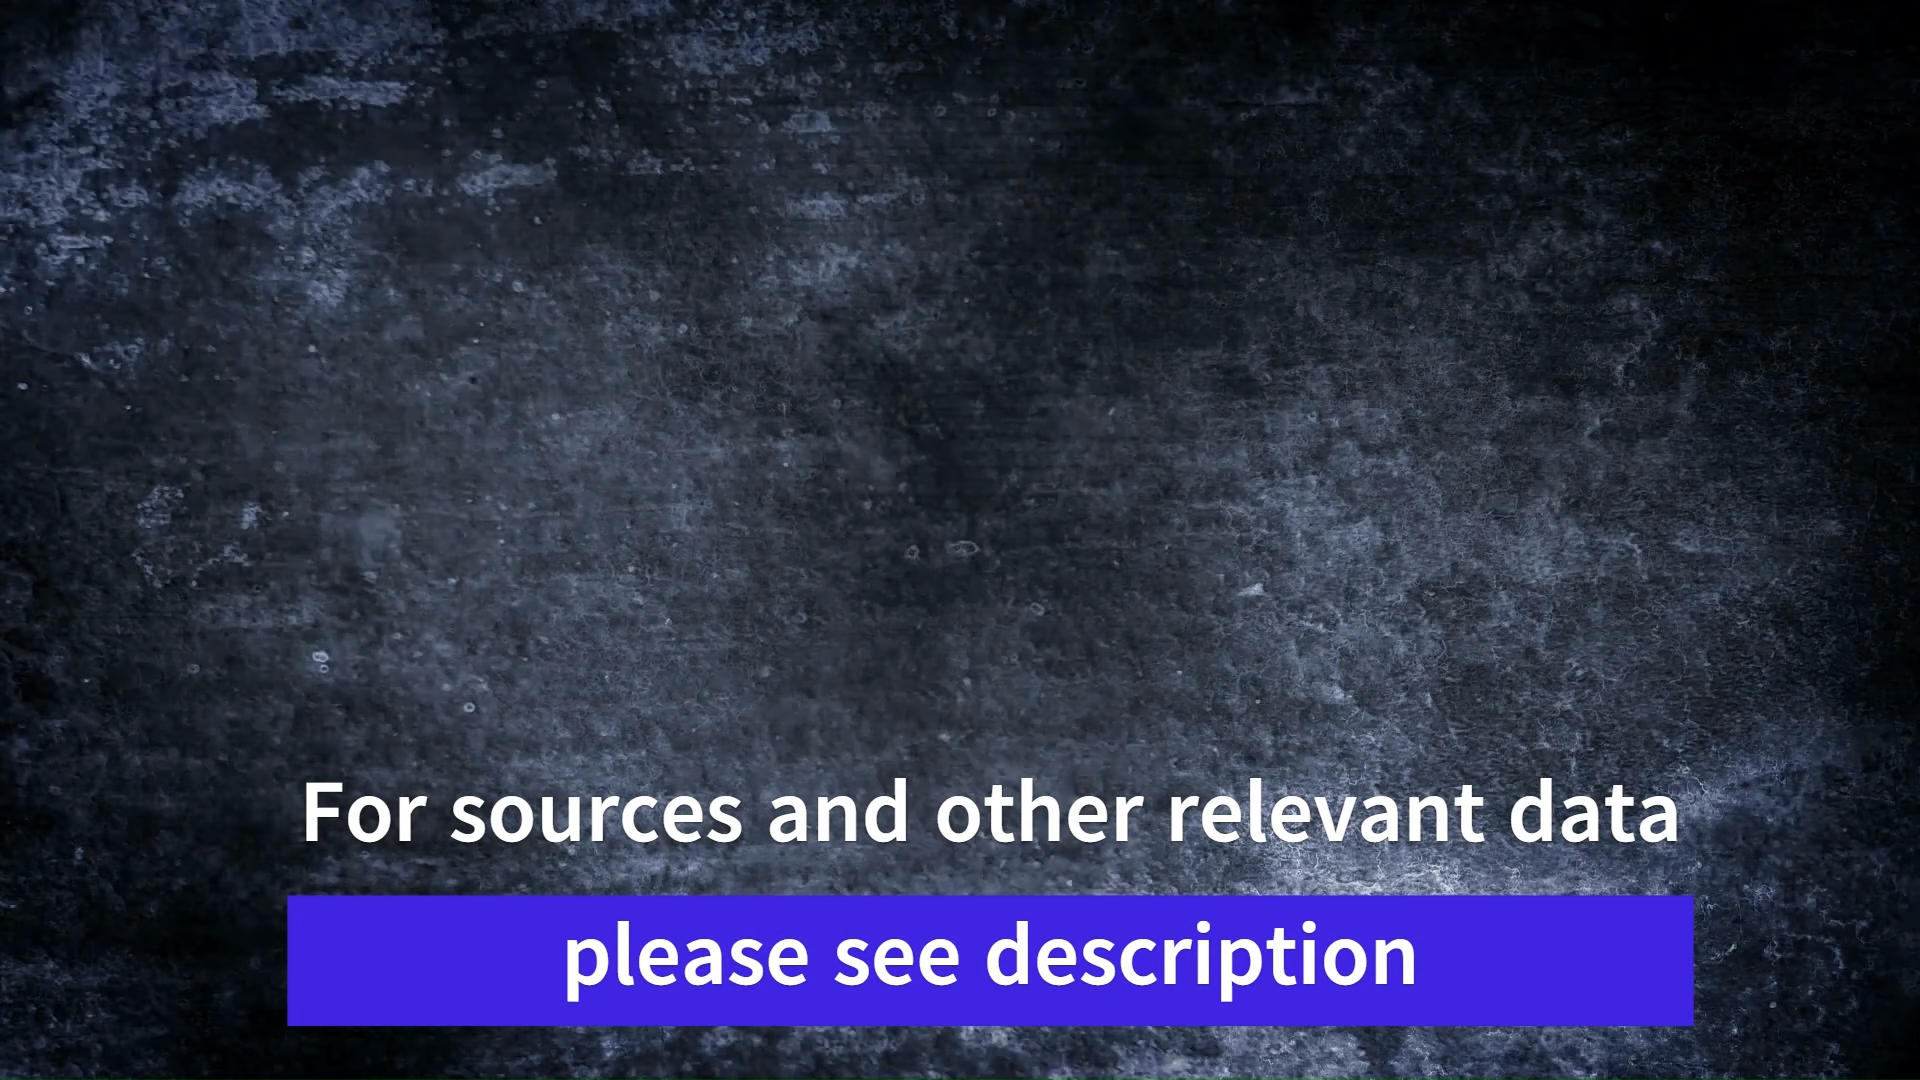 For sources and other relevant data
please see description